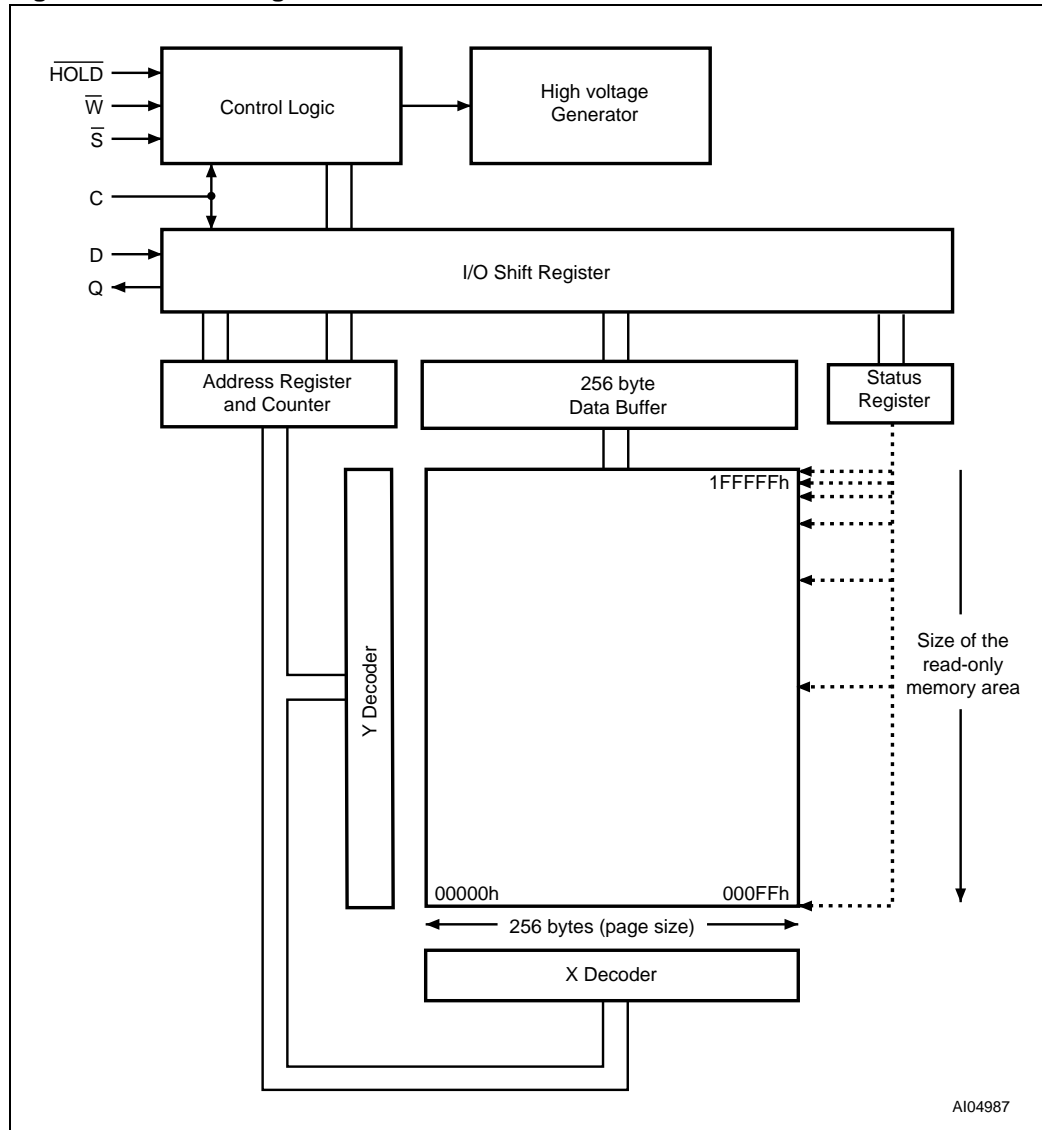 HOLD
W
S
Control Logic
High voltage
Generator
C
D
Q
I/O Shift Register
Address Register
and Counter
256 byte
Data Buffer
Status
Register
1FFFFFh
Y Decoder
Size of the
read-only
memory area
00000h
000FFh
256 bytes (page size)
X Decoder
AI04987